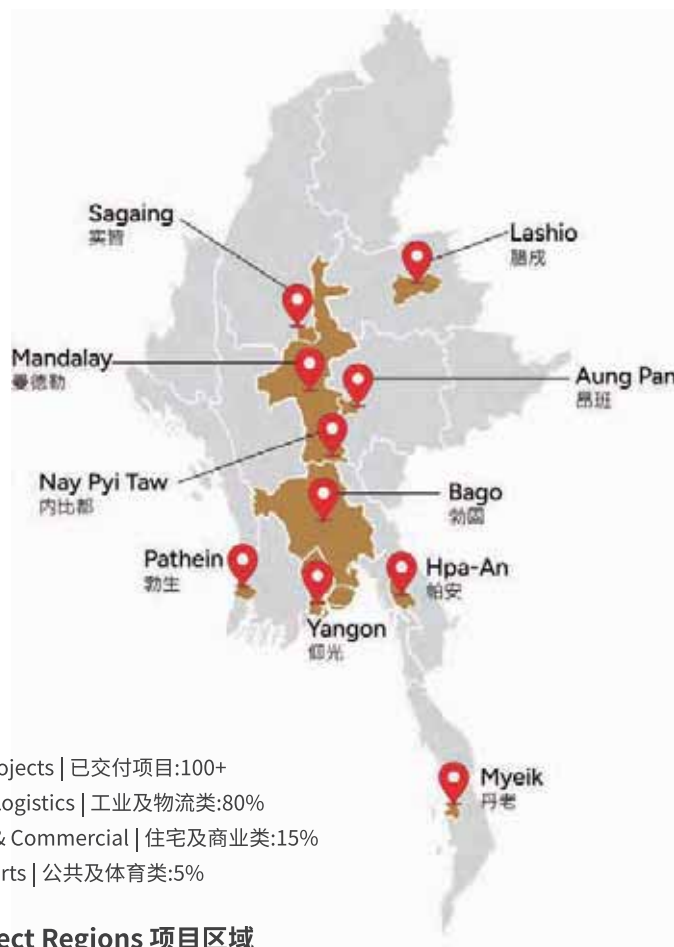 Sagaing
实皆
Lashio
腊戌
Mandalay
曼德勒
Aung Pan
昂班
Nay Pyi Taw
内比都
Bago
勃固
Pathein
勃生
Hpa-An
帕安
Yangon
仰光
Myeik
丹老
ojects | 已交付项目:100+
Logistics | 工业及物流类:80%
& Commercial | 住宅及商业类:15%
rts | 公共及体育类:5%
ect Regions 项目区域